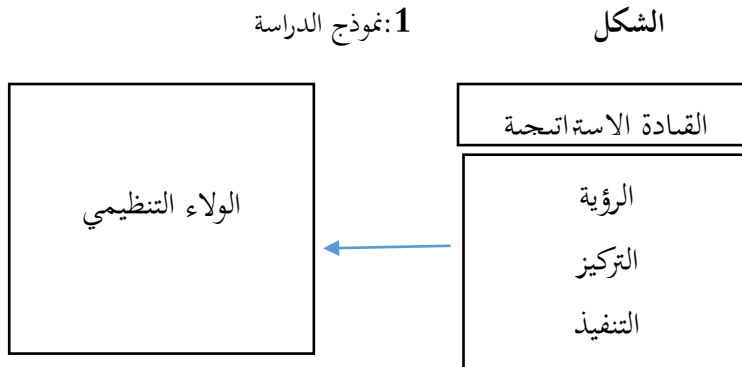 الشكل 1:نموذج الدراسة
القيادة الاستراتيجية
الرؤية
التركيز
التنفيذ
الولاء التنظيمي